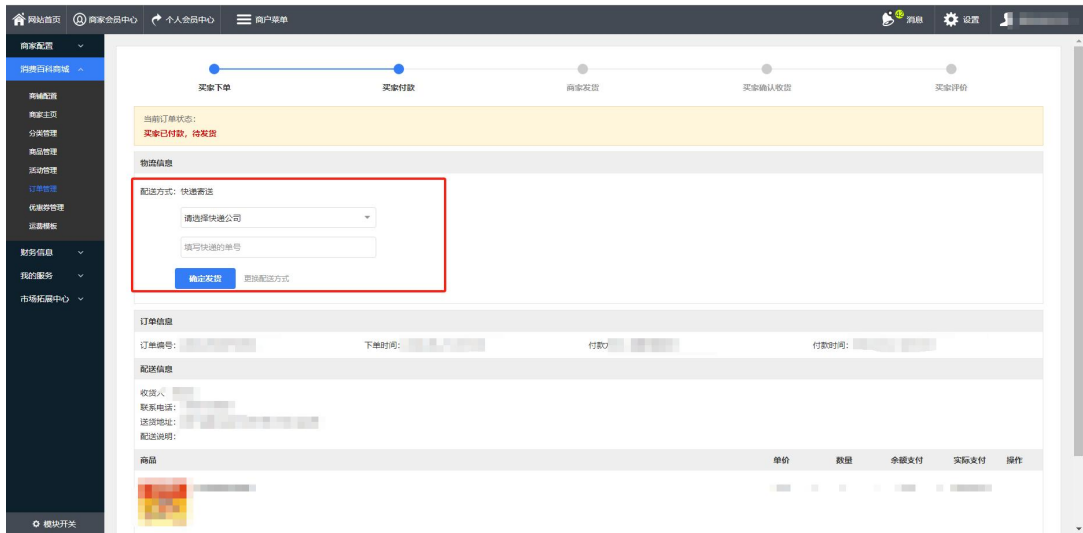 网站首页 商家会员中心 个人会员中心 商户菜单 42 消息 设置
商家配置
消费百科商城
商铺配置
商家主页
分类管理
商品管理
活动管理
订单管理
优惠券管理
运费模板
财务信息
我的服务
市场拓展中心
模块开关
买家下单 买家付款 商家发货 买家确认收货 买家评价
当前订单状态：
买家已付款，待发货
物流信息
配送方式：快递寄送
请选择快递公司
填写快递的单号
确定发货 更换配送方式
订单信息
订单编号： 下单时间： 付款 付款时间：
配送信息
收货人
联系电话：
送货地址：
配送说明：
商品 单价 数量 余额支付 实际支付 操作